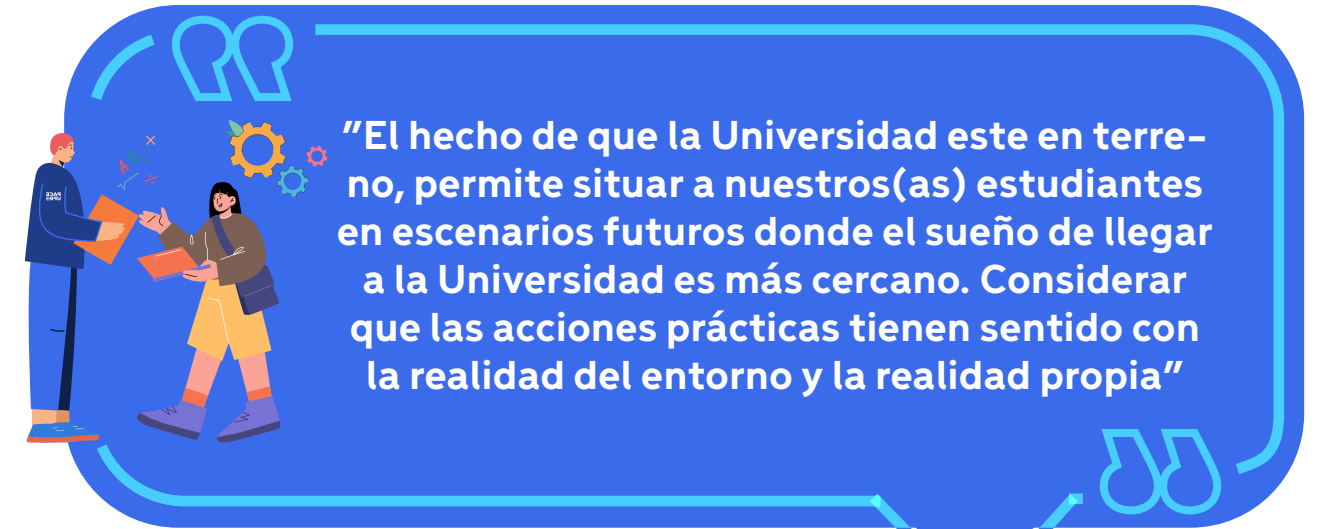 "El hecho de que la Universidad este en terre-
no, permite situar a nuestros(as) estudiantes
en escenarios futuros donde el sueño de llegar
a la Universidad es más cercano. Considerar
que las acciones prácticas tienen sentido con
la realidad del entorno y la realidad propia"